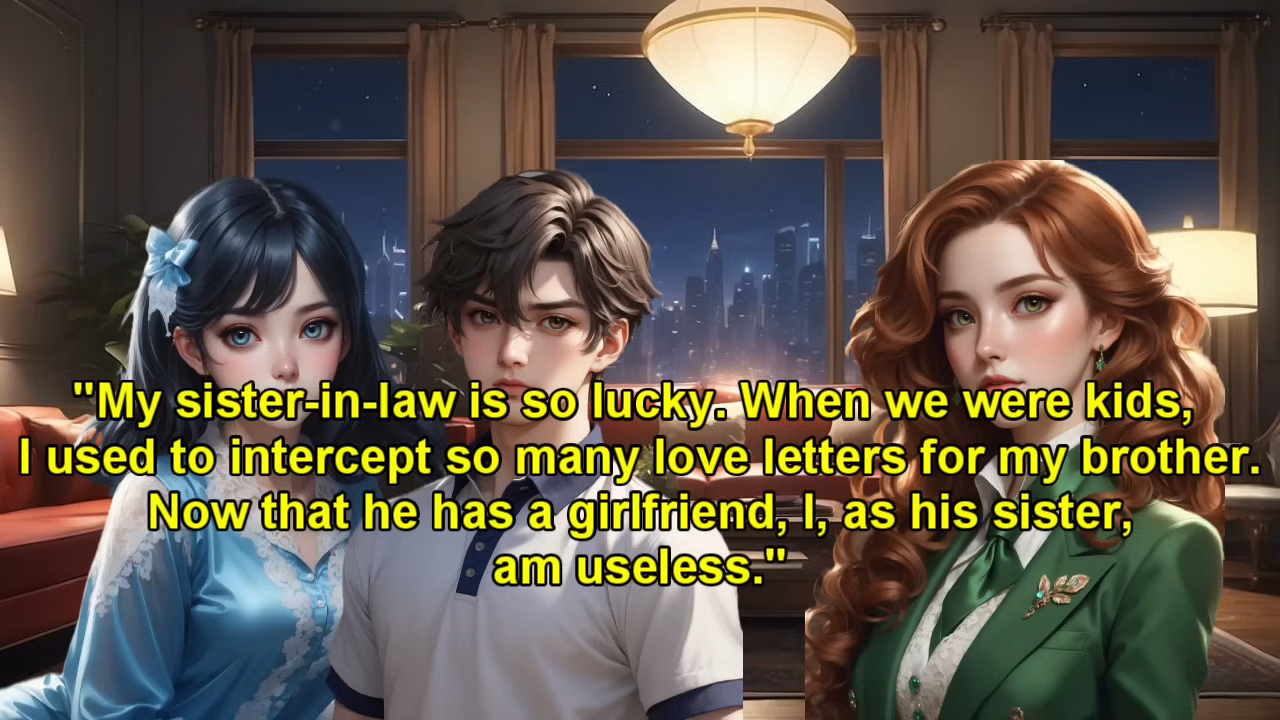 "My sister-in-law is so lucky. When we were kids,
I used to intercept so many love letters for my brother.
Now that he has a girlfriend, I, as his sister,
am useless."